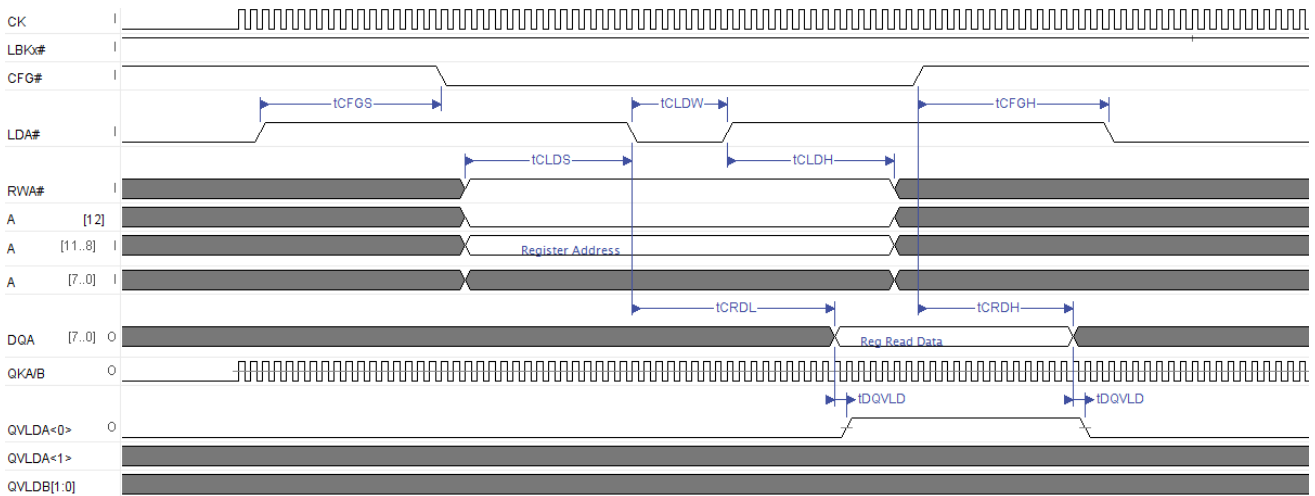 CK I
LBKx# I
CFG# I
tCFGS tCLDW tCFGH
LDA# I
tCLDS tCLDH
RWA# I
A [12]
A [11..8] I Register Address
A [7..0] I
tCRDL tCRDH
DQA [7..0] O Reg Read Data
QKA/B O
tDQVLD tDQVLD
QVLDA<0> O
QVLDA<1>
QVLDB[1:0]